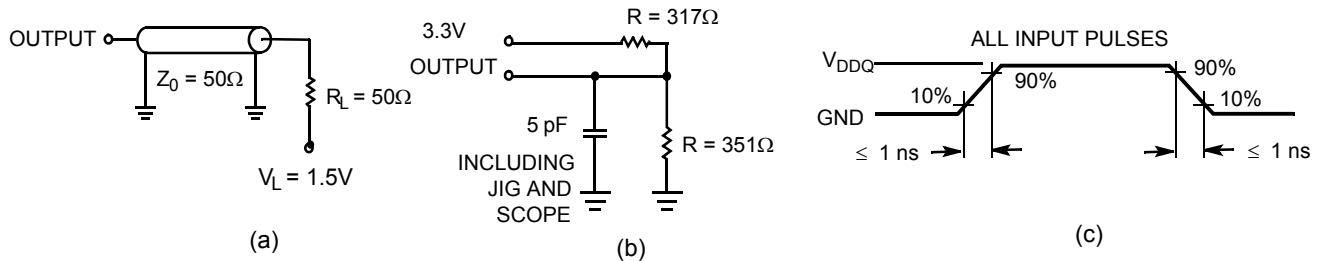 OUTPUT
Z0 = 50Ω
RL = 50Ω
VL = 1.5V
(a)
R = 317Ω
3.3V
OUTPUT
5 pF
INCLUDING
JIG AND
SCOPE
R = 351Ω
(b)
ALL INPUT PULSES
VDDQ
GND
10%
90%
90%
10%
≤ 1 ns
≤ 1 ns
(c)